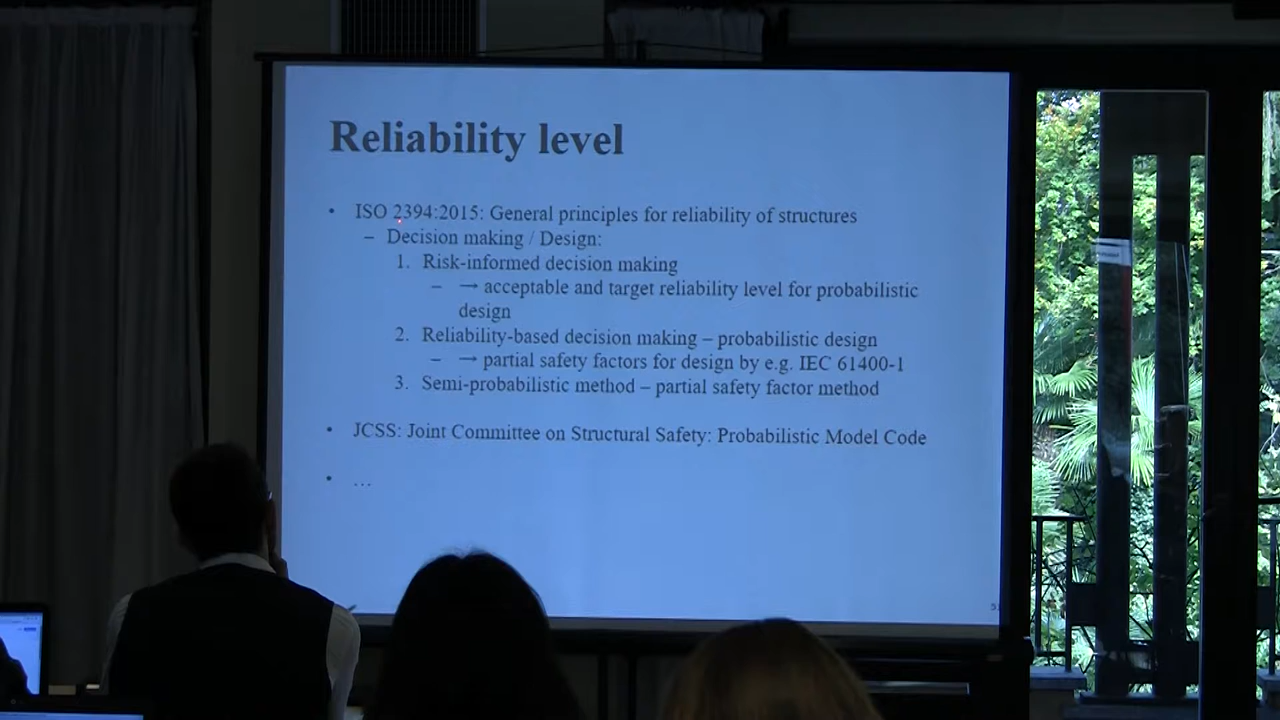 Reliability level
• ISO 2394:2015: General principles for reliability of structures
– Decision making / Design:
1. Risk-informed decision making
– → acceptable and target reliability level for probabilistic
design
2. Reliability-based decision making – probabilistic design
– → partial safety factors for design by e.g. IEC 61400-1
3. Semi-probabilistic method – partial safety factor method
• JCSS: Joint Committee on Structural Safety: Probabilistic Model Code
• …